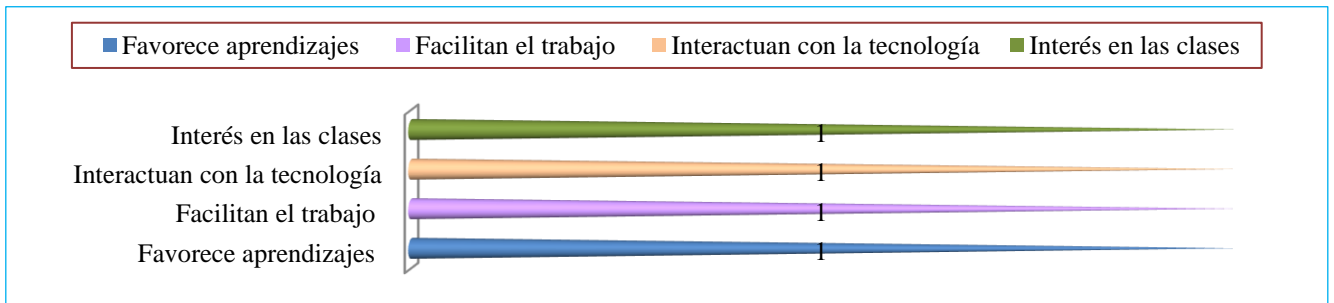 Favorece aprendizajes Facilitan el trabajo Interactuan con la tecnología Interés en las clases
Interés en las clases 1
Interactuan con la tecnología 1
Facilitan el trabajo 1
Favorece aprendizajes 1